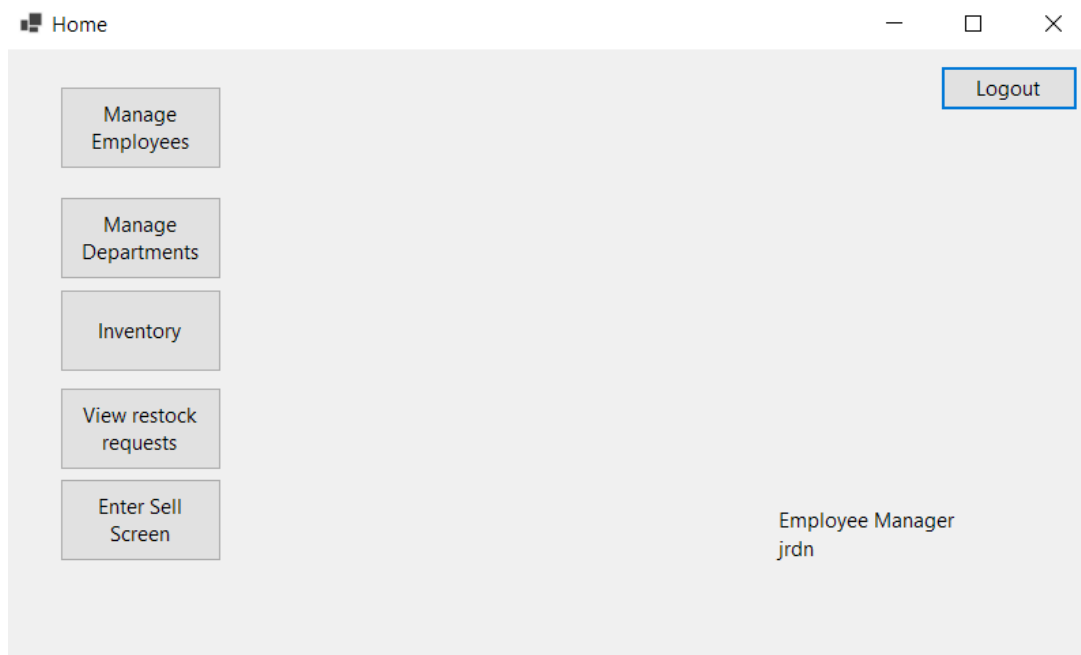 Home
Logout
Manage
Employees
Manage
Departments
Inventory
View restock
requests
Enter Sell
Screen
Employee Manager
jrdn